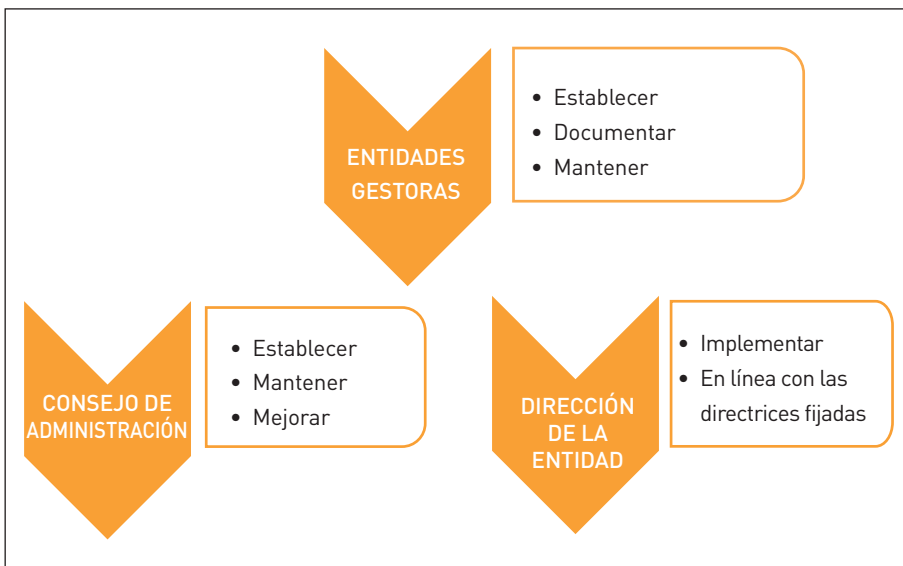 ENTIDADES
GESTORAS
• Establecer
• Documentar
• Mantener
CONSEJO DE
ADMINISTRACIÓN
• Establecer
• Mantener
• Mejorar
DIRECCIÓN
DE LA
ENTIDAD
• Implementar
• En línea con las
directrices fijadas